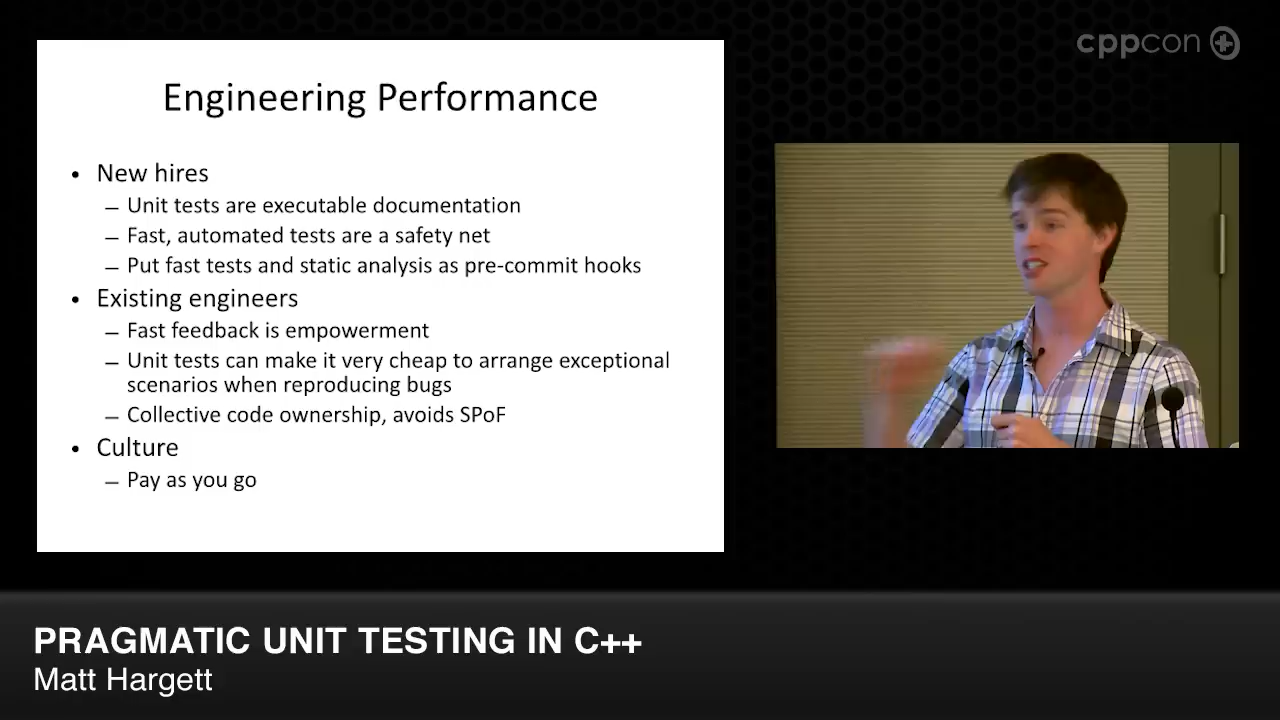 cppcon
Engineering Performance
• New hires
– Unit tests are executable documentation
– Fast, automated tests are a safety net
– Put fast tests and static analysis as pre-commit hooks
• Existing engineers
– Fast feedback is empowerment
– Unit tests can make it very cheap to arrange exceptional
scenarios when reproducing bugs
– Collective code ownership, avoids SPoF
• Culture
– Pay as you go
PRAGMATIC UNIT TESTING IN C++
Matt Hargett